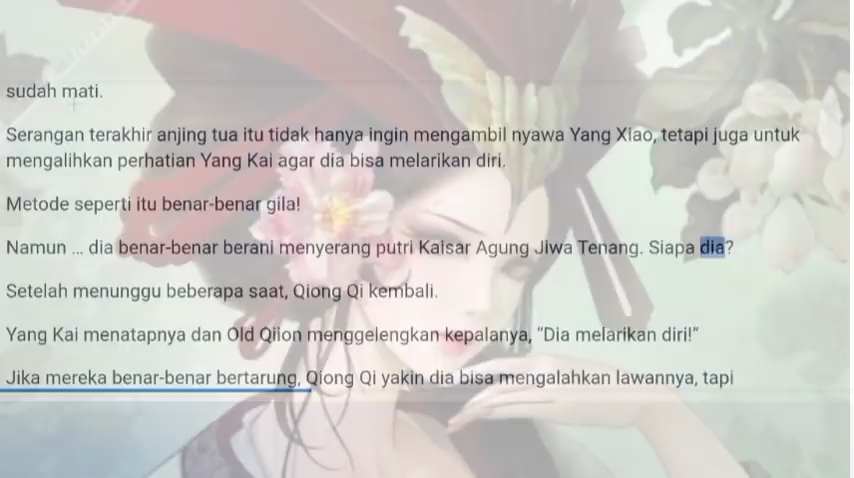 sudah mati.
Serangan terakhir anjing tua itu tidak hanya ingin mengambil nyawa Yang Xiao, tetapi juga untuk
mengalihkan perhatian Yang Kai agar dia bisa melarikan diri.
Metode seperti itu benar-benar gila!
Namun ... dia benar-benar berani menyerang putri Kaisar Agung Jiwa Tenang. Siapa dia?
Setelah menunggu beberapa saat, Qiong Qi kembali.
Yang Kai menatapnya dan Old Qiion menggelengkan kepalanya, “Dia melarikan diri!”
Jika mereka benar-benar bertarung, Qiong Qi yakin dia bisa mengalahkan lawannya, tapi